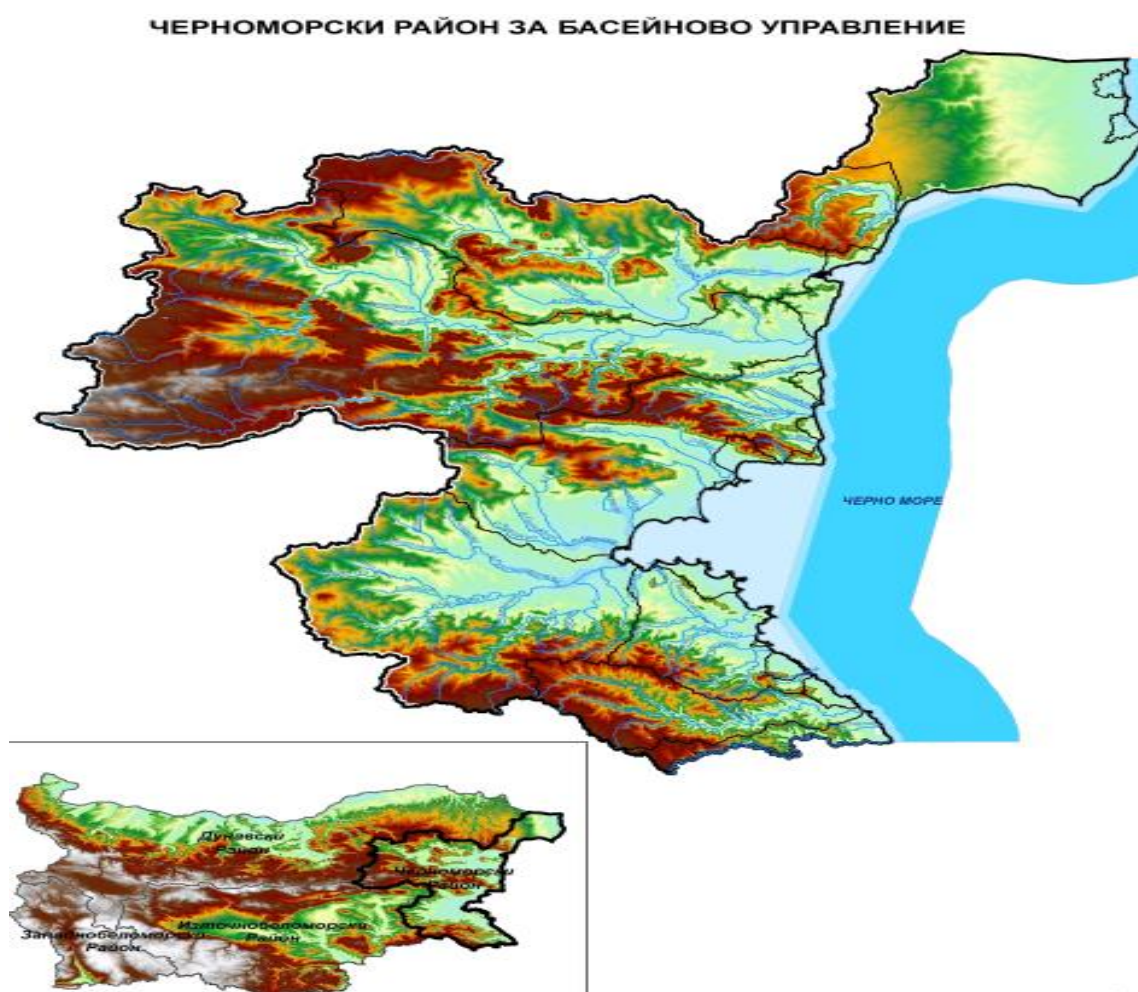 ЧЕРНОМОРСКИ РАЙОН ЗА БАСЕЙНОВО УПРАВЛЕНИЕ
ЧЕРНО МОРЕ
Дунавски
Район
Черноморски
Район
Източнобеломорски
Район
Западнобеломорски
Район